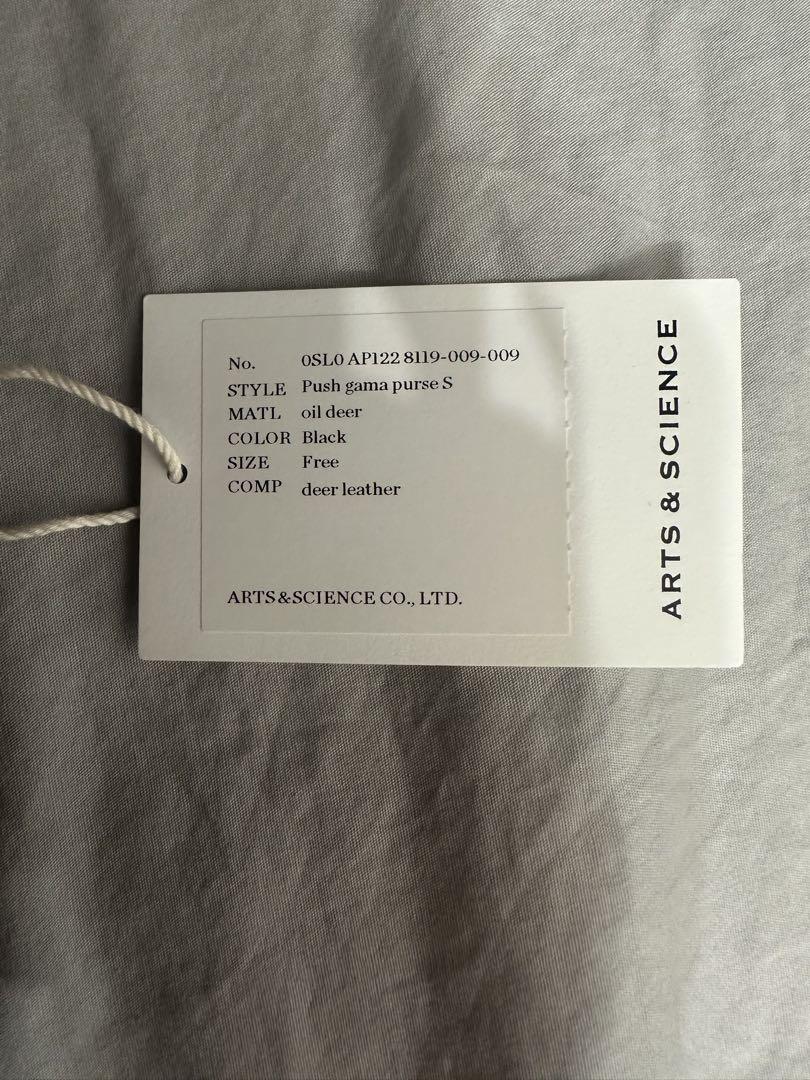 No. 0SL0 AP122 8119-009-009
STYLE Push gama purse S
MATL oil deer
COLOR Black
SIZE Free
COMP deer leather
ARTS&SCIENCE CO., LTD.
ARTS & SCIENCE